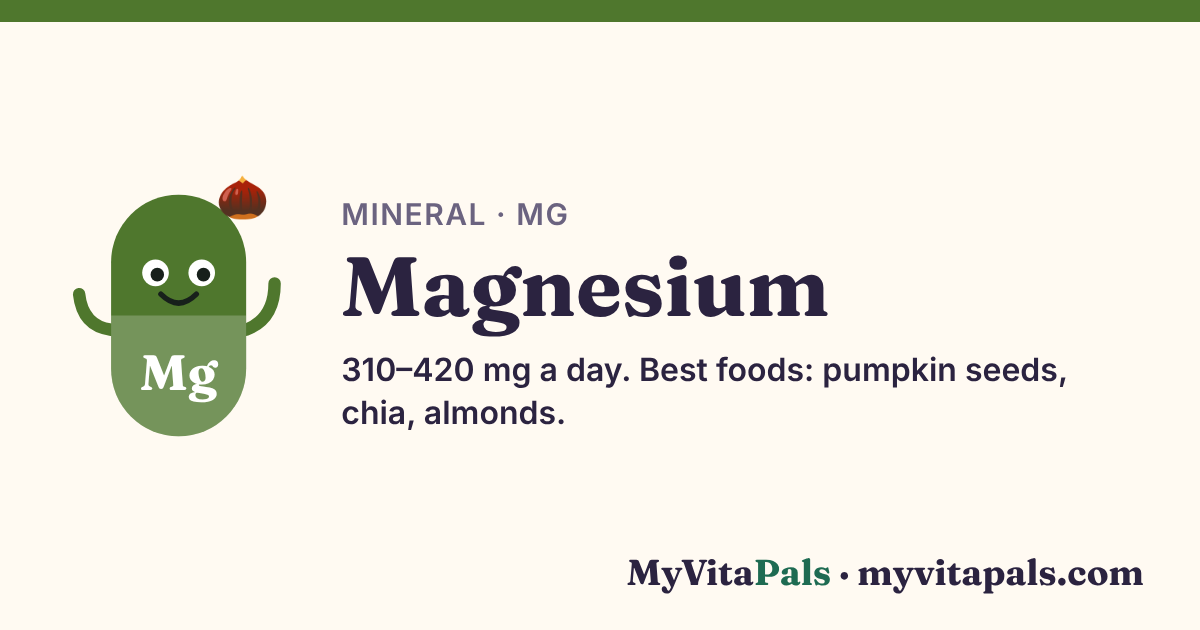 MINERAL · MG
Magnesium
310–420 mg a day. Best foods: pumpkin seeds,
chia, almonds.
Mg
MyVitaPals · myvitapals.com